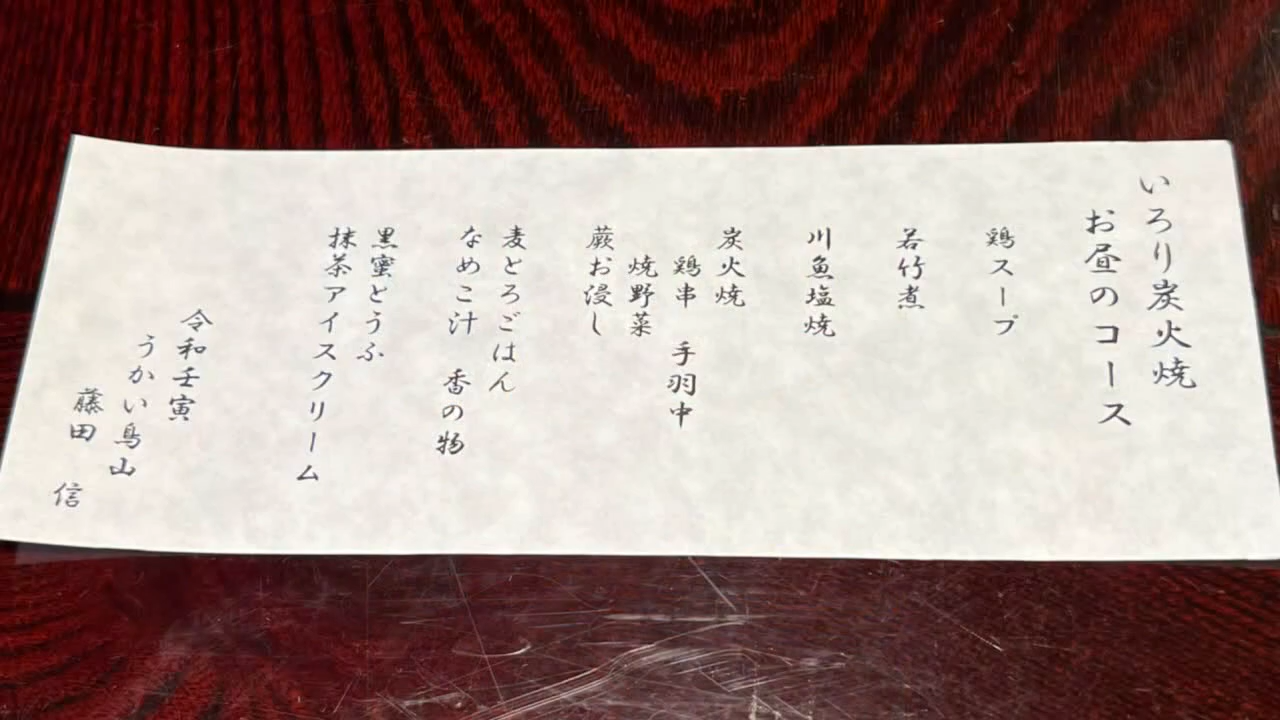 いろり炭火焼
お昼のコース
鶏スープ
若竹煮
川魚塩焼
炭火焼
鶏串 手羽中
焼野菜
蕨お浸し
麦とろごはん
なめこ汁 香の物
黒蜜とうふ
抹茶アイスクリーム
令和壬寅
うかい鳥山
藤田 信